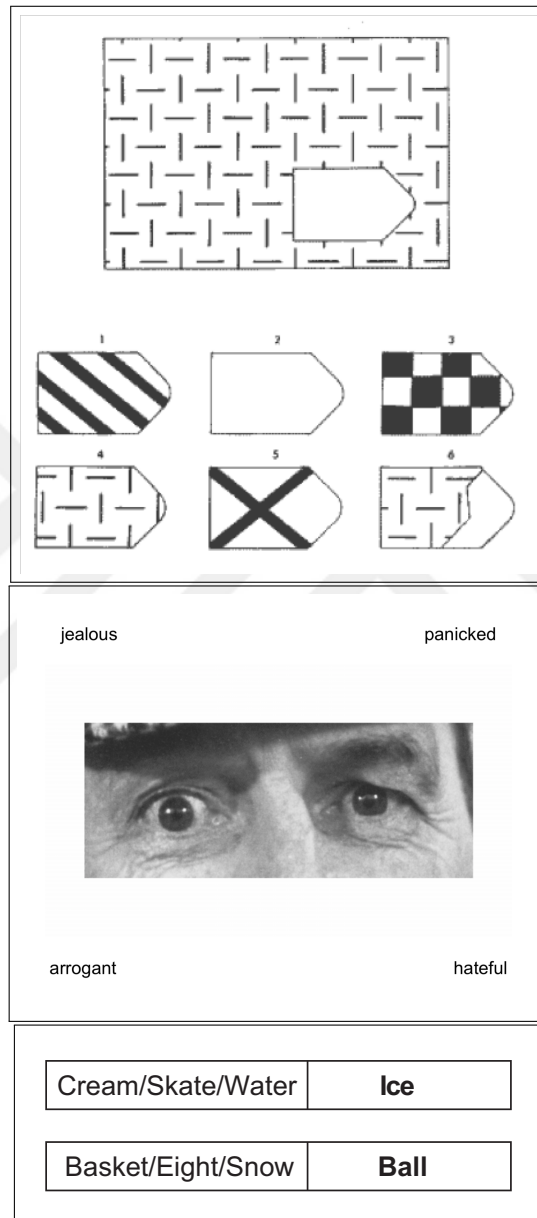 1 2 3
4 5 6
jealous panicked
arrogant hateful
Cream/Skate/Water Ice
Basket/Eight/Snow Ball